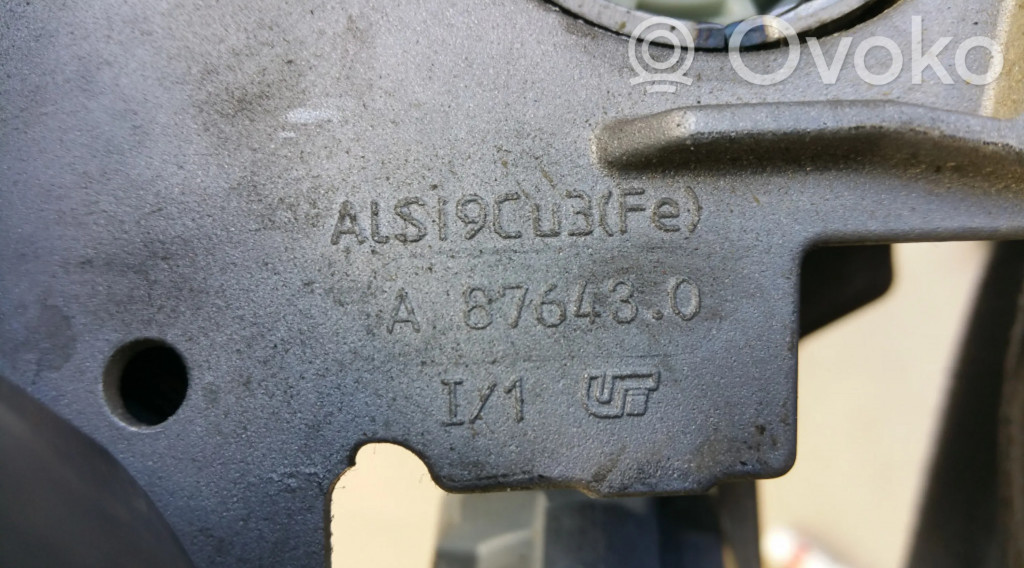 Ovoko
ALSi9Cu3(Fe)
A 87643.0
I/1